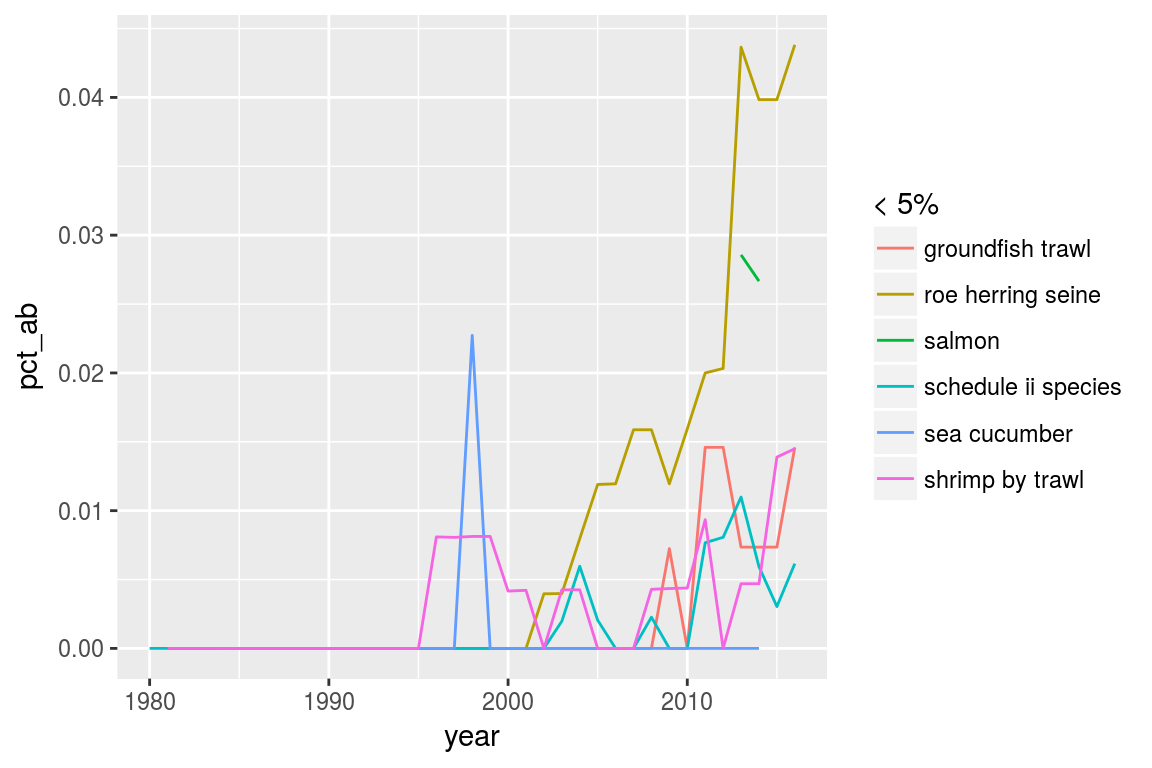 0.04
0.03
0.02
0.01
0.00
pct_ab
1980
1990
2000
2010
year
< 5%
groundfish trawl
roe herring seine
salmon
schedule ii species
sea cucumber
shrimp by trawl